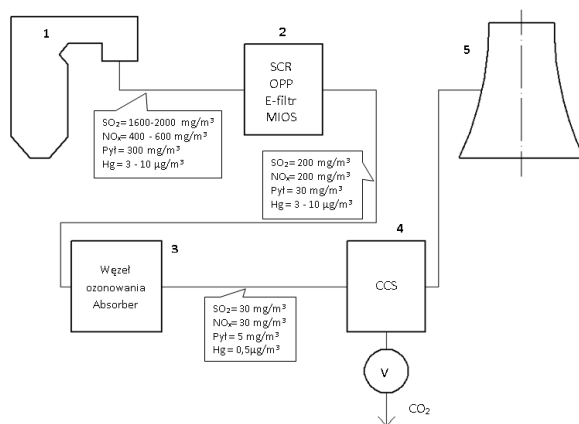 1
2
5
SCR
OPP
E-filtr
MIOS
SO₂= 1600-2000 mg/m³
NOₓ= 400 - 600 mg/m³
Pył= 300 mg/m³
Hg = 3 - 10 µg/m³
SO₂= 200 mg/m³
NOₓ= 200 mg/m³
Pył= 30 mg/m³
Hg = 3 - 10 µg/m³
4
3
Węzeł
ozonowania
Absorber
CCS
SO₂= 30 mg/m³
NOₓ= 30 mg/m³
Pył= 5 mg/m³
Hg = 0,5µg/m³
V
CO₂